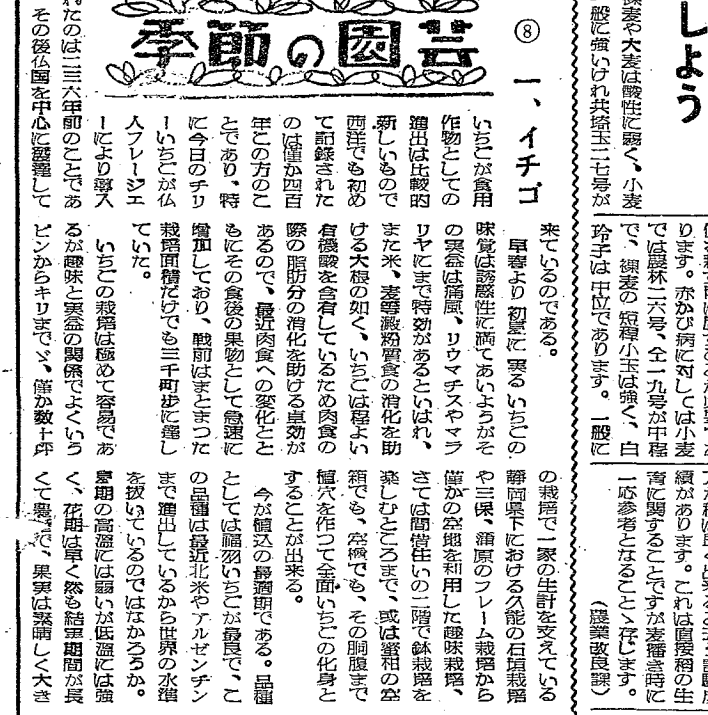 しよう
裸麦や大麦は酸性に弱く、小麦
般に強いけれ共埼玉二七号が
ります。赤かび病に対しては小麦
では農林二六号、仝一九号が中程
で、裸麦の短稈小玉は強く、白
玲子は中位であります。一般に
績があります。これは直接稲の生
育に関することですが麦播き時に
一応参考となることゝ存じます。
(農業改良課)
季節の園芸
⑧
一、イチゴ
いちごが食用
作物としての
進出は比較的
新しいもので
西洋でも初め
て記録された
のは僅か四百
年この方のこ
とであり、特
に今日のチリ
ーいちごが仏
人フレージエ
ーにより導入
れたのは二三六年前のことであ
その後仏国を中心に発達して
来ているのである。
早春より初夏に実るいちごの
味覚は誘惑性に満てあいようがそ
の実益は痛風、リウマチスやマラ
リヤにまで特効があるといはれ、
また米、麦等澱粉質食の消化を助
ける大根の如く、いちごは程よい
有機酸を含有しているため肉食の
際の脂肪分の消化を助ける卓効が
あるので、最近肉食への変化とと
もにその食後の果物として急速に
増加しており、戦前はまとまつた
栽培面積だけでも三千町歩に達し
ていた。
いちごの栽培は極めて容易であ
るが趣味と実益の関係でよくいう
ピンからキリまでゞ、僅か数十坪
の栽培で一家の生計を支えている
静岡県下における久能の石垣栽培
や三保、額原のフレーム栽培から
僅かの空地を利用した趣味栽培、
さては間借住いの二階で鉢栽培を
楽しむところまで、或は蜜柑の空
箱でも、空樽でも、その胴腹まで
植穴を作つて全面いちごの化身と
することが出来る。
今が植込の最適期である。品種
としては福羽いちごが最良で、こ
の品種は最近北米やアルゼンチン
まで進出しているから世界の水準
を抜いているのではなかろうか。
夏期の高温には弱いが低温には強
く、花期は早く然も結実期間が長
くて豊で、果実は素晴しく大き